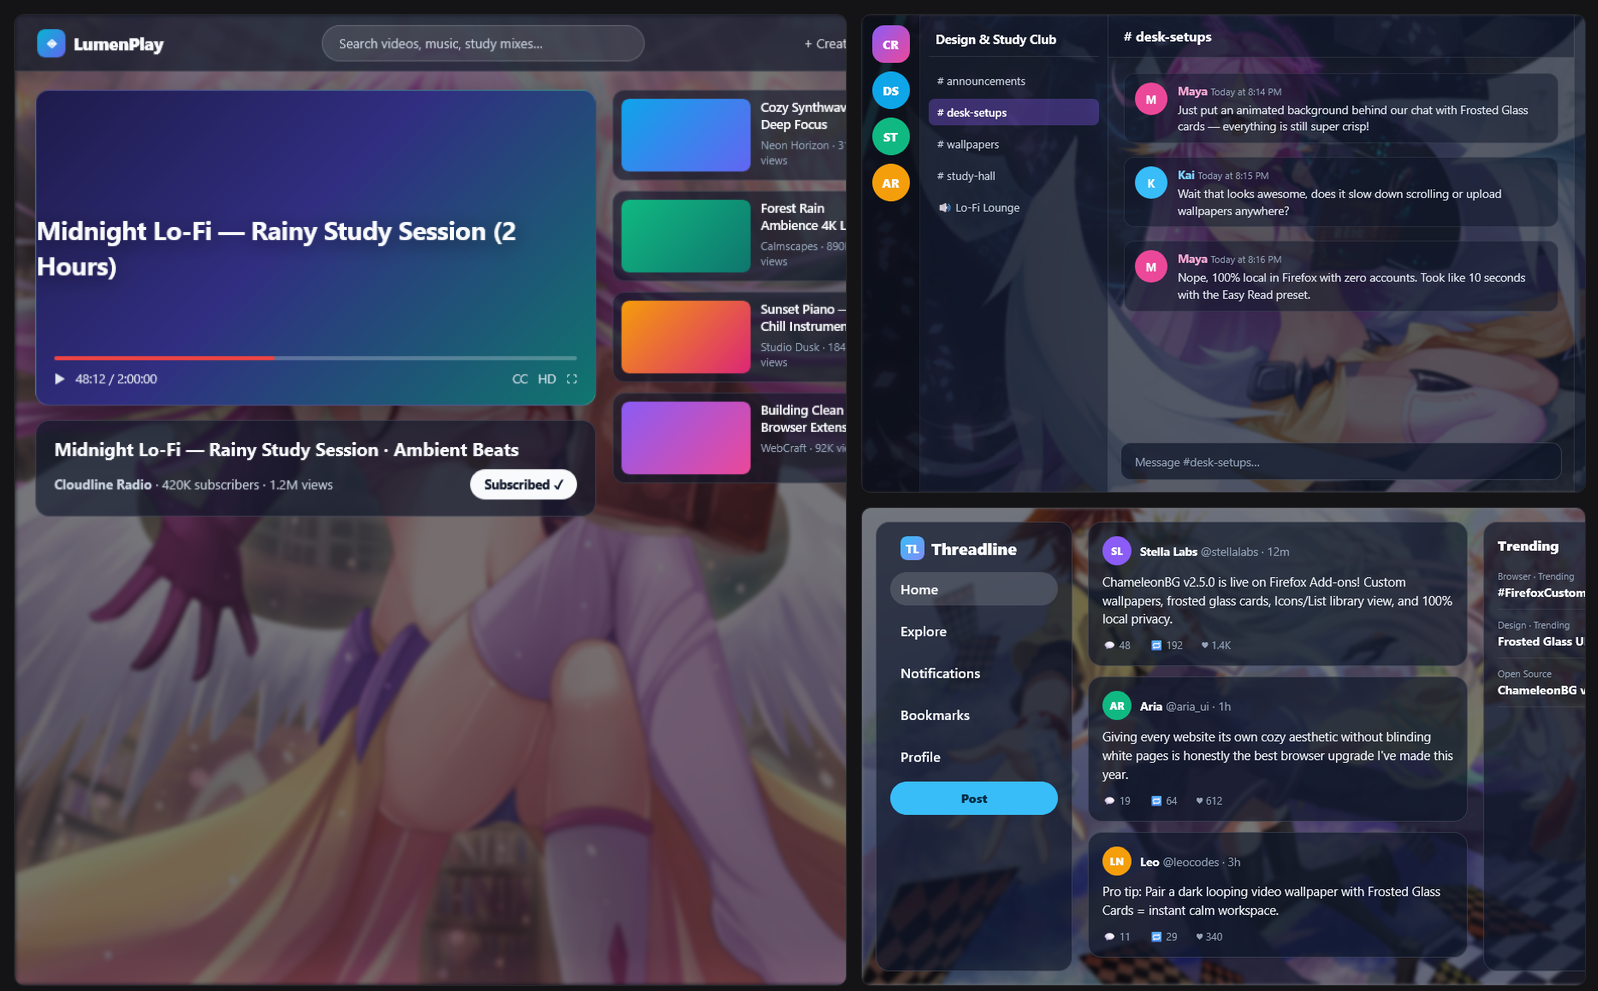 LumenPlay
Search videos, music, study mixes...
+ Creat
Midnight Lo-Fi — Rainy Study Session (2
Hours)
48:12 / 2:00:00
CC HD
Midnight Lo-Fi — Rainy Study Session · Ambient Beats
Cloudline Radio · 420K subscribers · 1.2M views
Subscribed ✓
Cozy Synthwav
Deep Focus
Neon Horizon · 31
views
Forest Rain
Ambience 4K L
Calmscapes · 890
views
Sunset Piano —
Chill Instrumen
Studio Dusk · 184
views
Building Clean
Browser Extens
WebCraft · 92K vi
CR
DS
ST
AR
Design & Study Club
# announcements
# desk-setups
# wallpapers
# study-hall
Lo-Fi Lounge
# desk-setups
M
Maya Today at 8:14 PM
Just put an animated background behind our chat with Frosted Glass
cards — everything is still super crisp!
K
Kai Today at 8:15 PM
Wait that looks awesome, does it slow down scrolling or upload
wallpapers anywhere?
M
Maya Today at 8:16 PM
Nope, 100% local in Firefox with zero accounts. Took like 10 seconds
with the Easy Read preset.
Message #desk-setups...
TL Threadline
Home
Explore
Notifications
Bookmarks
Profile
Post
SL Stella Labs @stellalabs · 12m
ChameleonBG v2.5.0 is live on Firefox Add-ons! Custom
wallpapers, frosted glass cards, Icons/List library view, and 100%
local privacy.
48 192 1.4K
AR Aria @aria_ui · 1h
Giving every website its own cozy aesthetic without blinding
white pages is honestly the best browser upgrade I've made this
year.
19 64 612
LN Leo @leocodes · 3h
Pro tip: Pair a dark looping video wallpaper with Frosted Glass
Cards = instant calm workspace.
11 29 340
Trending
Browser · Trending
#FirefoxCustom
Design · Trending
Frosted Glass U
Open Source
ChameleonBG v